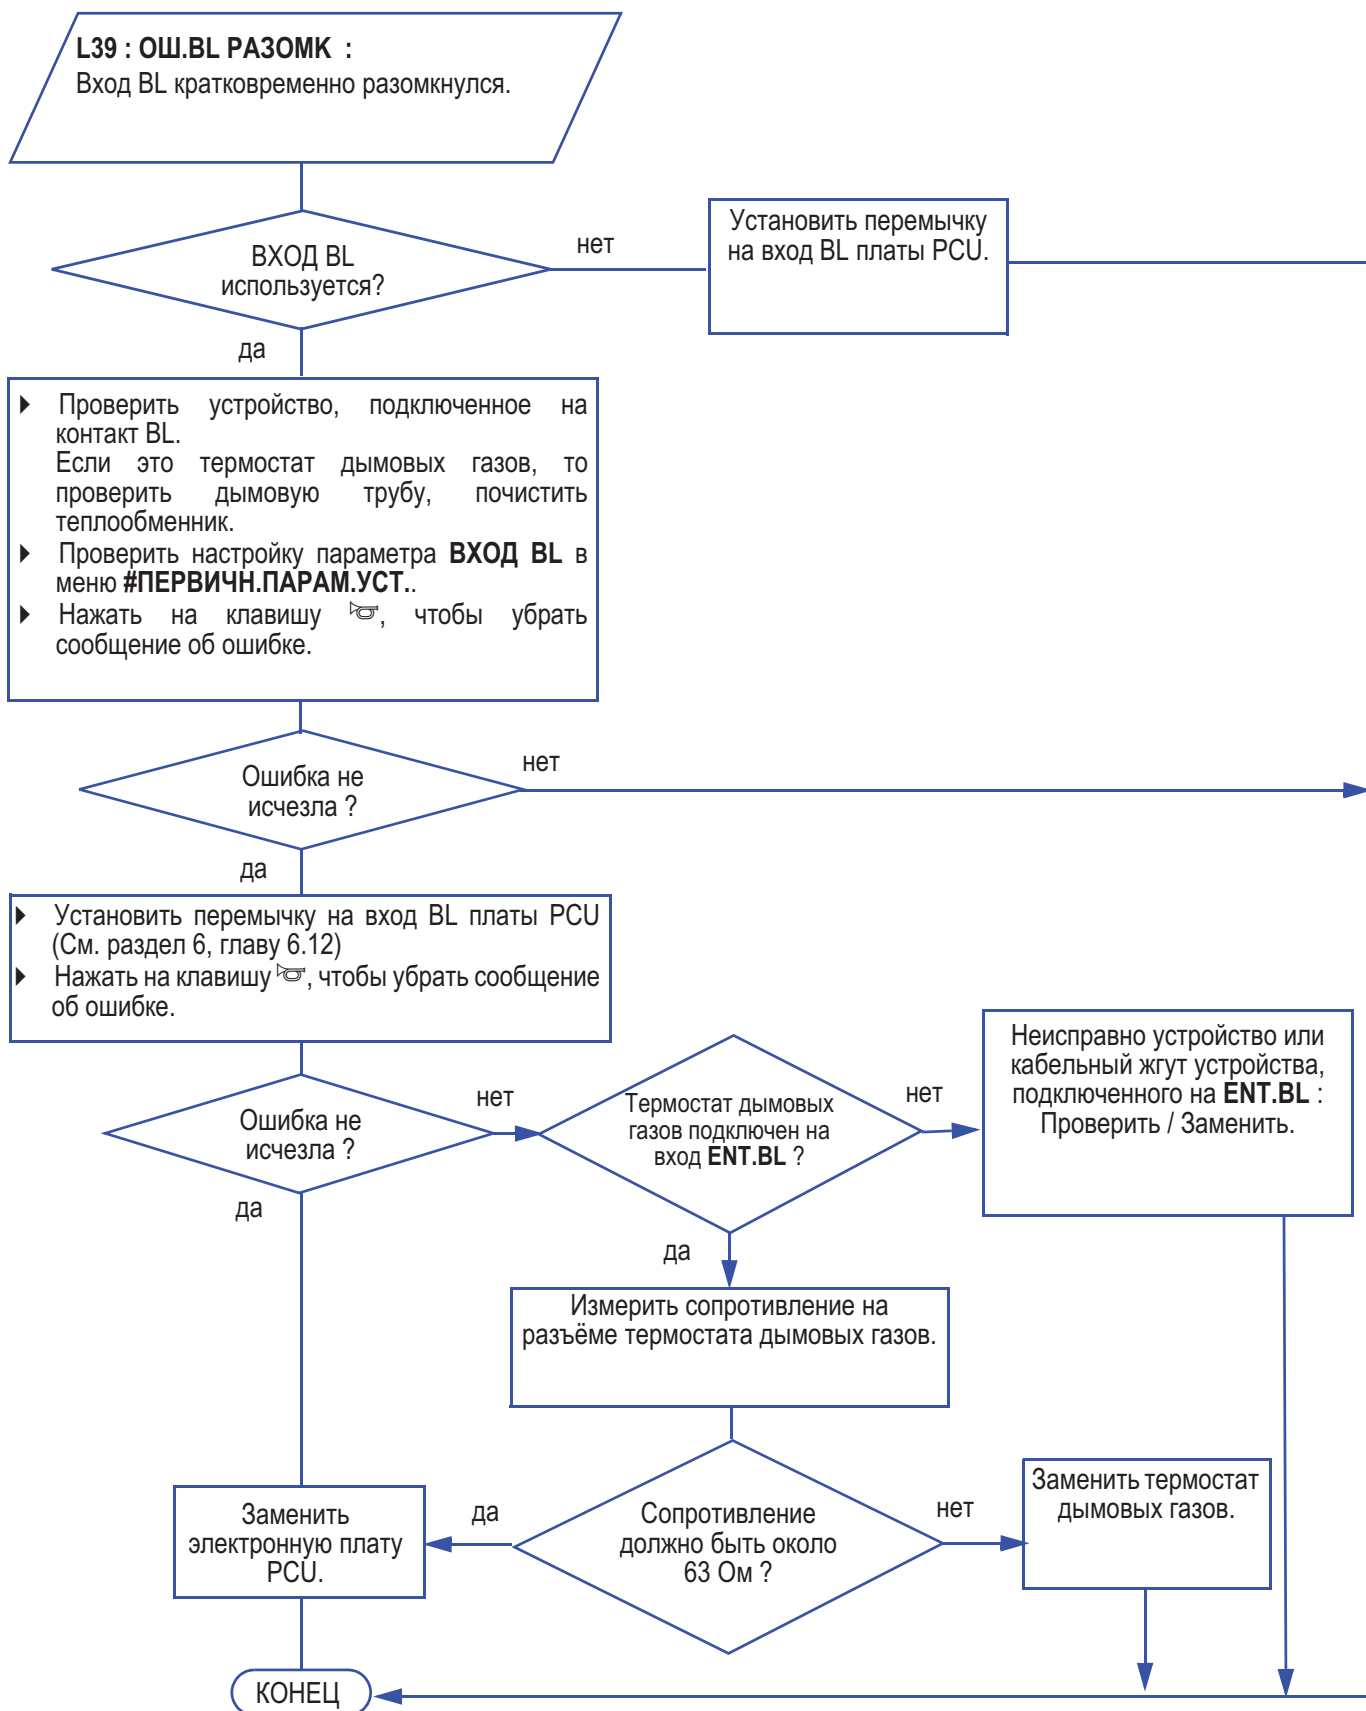 L39 : ОШ.BL РАЗОМК :
Вход BL кратковременно разомкнулся.
ВХОД BL
используется?
нет
Установить перемычку
на вход BL платы PCU.
да
Проверить устройство, подключенное на
контакт BL.
Если это термостат дымовых газов, то
проверить дымовую трубу, почистить
теплообменник.
Проверить настройку параметра ВХОД BL в
меню #ПЕРВИЧН.ПАРАМ.УСТ..
Нажать на клавишу , чтобы убрать
сообщение об ошибке.
Ошибка не
исчезла ?
нет
да
Установить перемычку на вход BL платы PCU
(См. раздел 6, главу 6.12)
Нажать на клавишу , чтобы убрать сообщение
об ошибке.
Ошибка не
исчезла ?
нет
да
Термостат дымовых
газов подключен на
вход ENT.BL ?
нет
Неисправно устройство или
кабельный жгут устройства,
подключенного на ENT.BL :
Проверить / Заменить.
да
Измерить сопротивление на
разъёме термостата дымовых газов.
Сопротивление
должно быть около
63 Ом ?
да
нет
Заменить термостат
дымовых газов.
Заменить
электронную плату
PCU.
КОНЕЦ